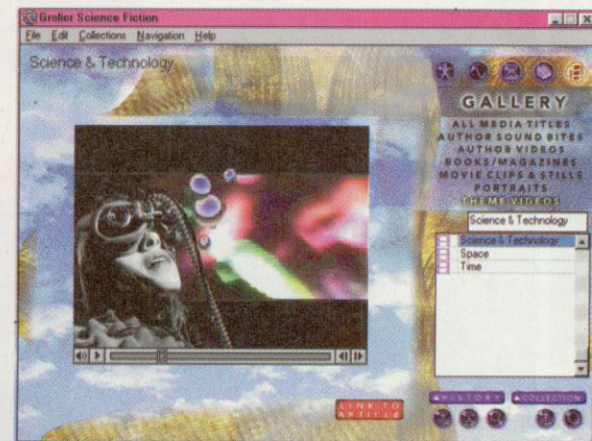 Grolier Science Fiction
File Edit Collections Navigation Help
Science & Technology
GALLERY
ALL MEDIA TITLES
AUTHOR SOUND BITES
AUTHOR VIDEOS
BOOKS/MAGAZINES
MOVIE CLIPS & STILLS
PORTRAITS
THEME VIDEOS
Science & Technology
Science & Technology
Space
Time
HISTORY
COLLECTION
LINK TO
ARTICLE